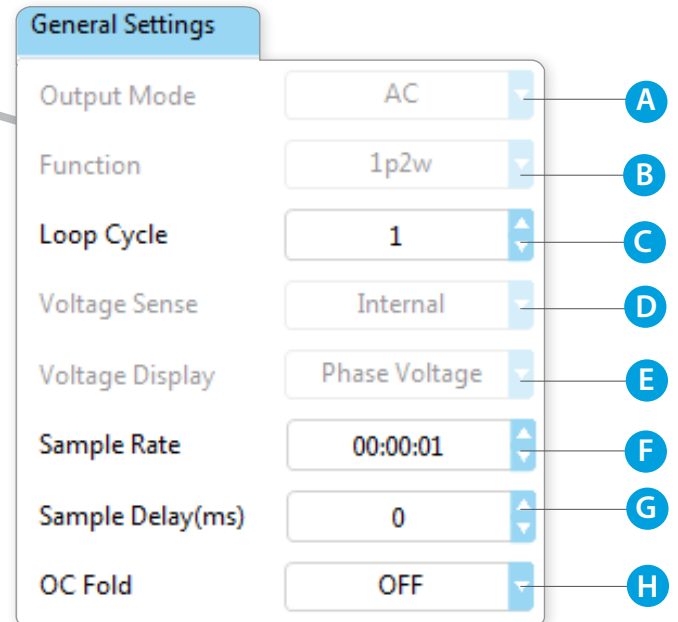 General Settings
Output Mode AC A
Function 1p2w B
Loop Cycle 1 C
Voltage Sense Internal D
Voltage Display Phase Voltage E
Sample Rate 00:00:01 F
Sample Delay(ms) 0 G
OC Fold OFF H